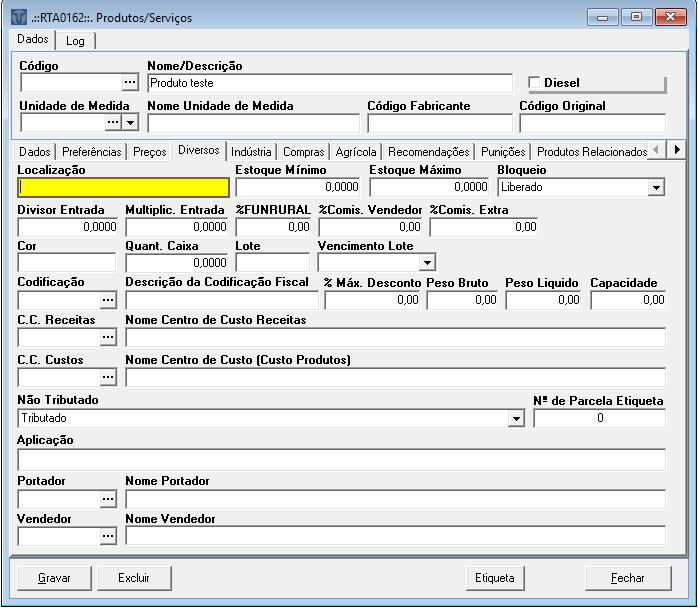 .::RTA0162::. Produtos/Serviços
Dados Log
Código Nome/Descrição
... Produto teste Diesel
Unidade de Medida Nome Unidade de Medida Código Fabricante Código Original
...
Dados Preferências Preços Diversos Indústria Compras Agrícola Recomendações Punições Produtos Relacionados
Localização Estoque Mínimo Estoque Máximo Bloqueio
0,0000 0,0000 Liberado
Divisor Entrada Multiplic. Entrada %FUNRURAL %Comis. Vendedor %Comis. Extra
0,0000 0,0000 0,00 0,00 0,00
Cor Quant. Caixa Lote Vencimento Lote
0,0000
Codificação Descrição da Codificação Fiscal % Máx. Desconto Peso Bruto Peso Liquido Capacidade
... 0,00 0,00 0,00 0,00
C.C. Receitas Nome Centro de Custo Receitas
...
C.C. Custos Nome Centro de Custo (Custo Produtos)
...
Não Tributado Nº de Parcela Etiqueta
Tributado 0
Aplicação
Portador Nome Portador
...
Vendedor Nome Vendedor
...
Gravar Excluir Etiqueta Fechar